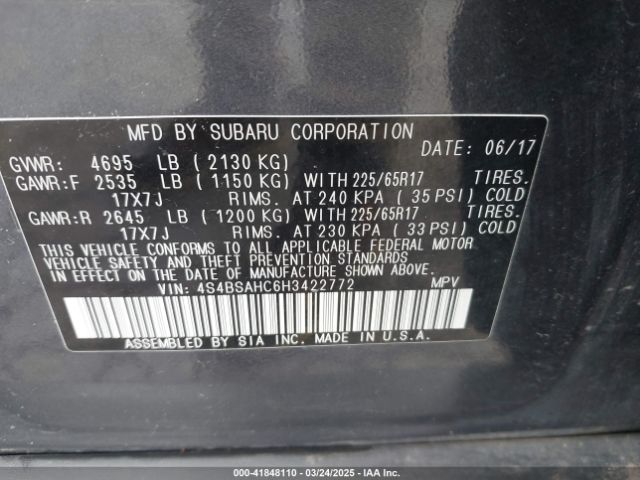 MFD BY SUBARU CORPORATION
DATE: 06/17
GVWR: 4695 LB (2130 KG)
GAWR:F 2535 LB (1150 KG) WITH 225/65R17 TIRES.
17X7J RIMS. AT 240 KPA (35 PSI) COLD
GAWR:R 2645 LB (1200 KG) WITH 225/65R17 TIRES.
17X7J RIMS. AT 230 KPA (33 PSI) COLD
THIS VEHICLE CONFORMS TO ALL APPLICABLE FEDERAL MOTOR
VEHICLE SAFETY AND THEFT PREVENTION STANDARDS
IN EFFECT ON THE DATE OF MANUFACTURE SHOWN ABOVE.
VIN: 4S4BSAHC6H3422772 MPV
ASSEMBLED BY SIA INC. MADE IN U.S.A.
000-41848110 — 03/24/2025 — IAA, Inc.